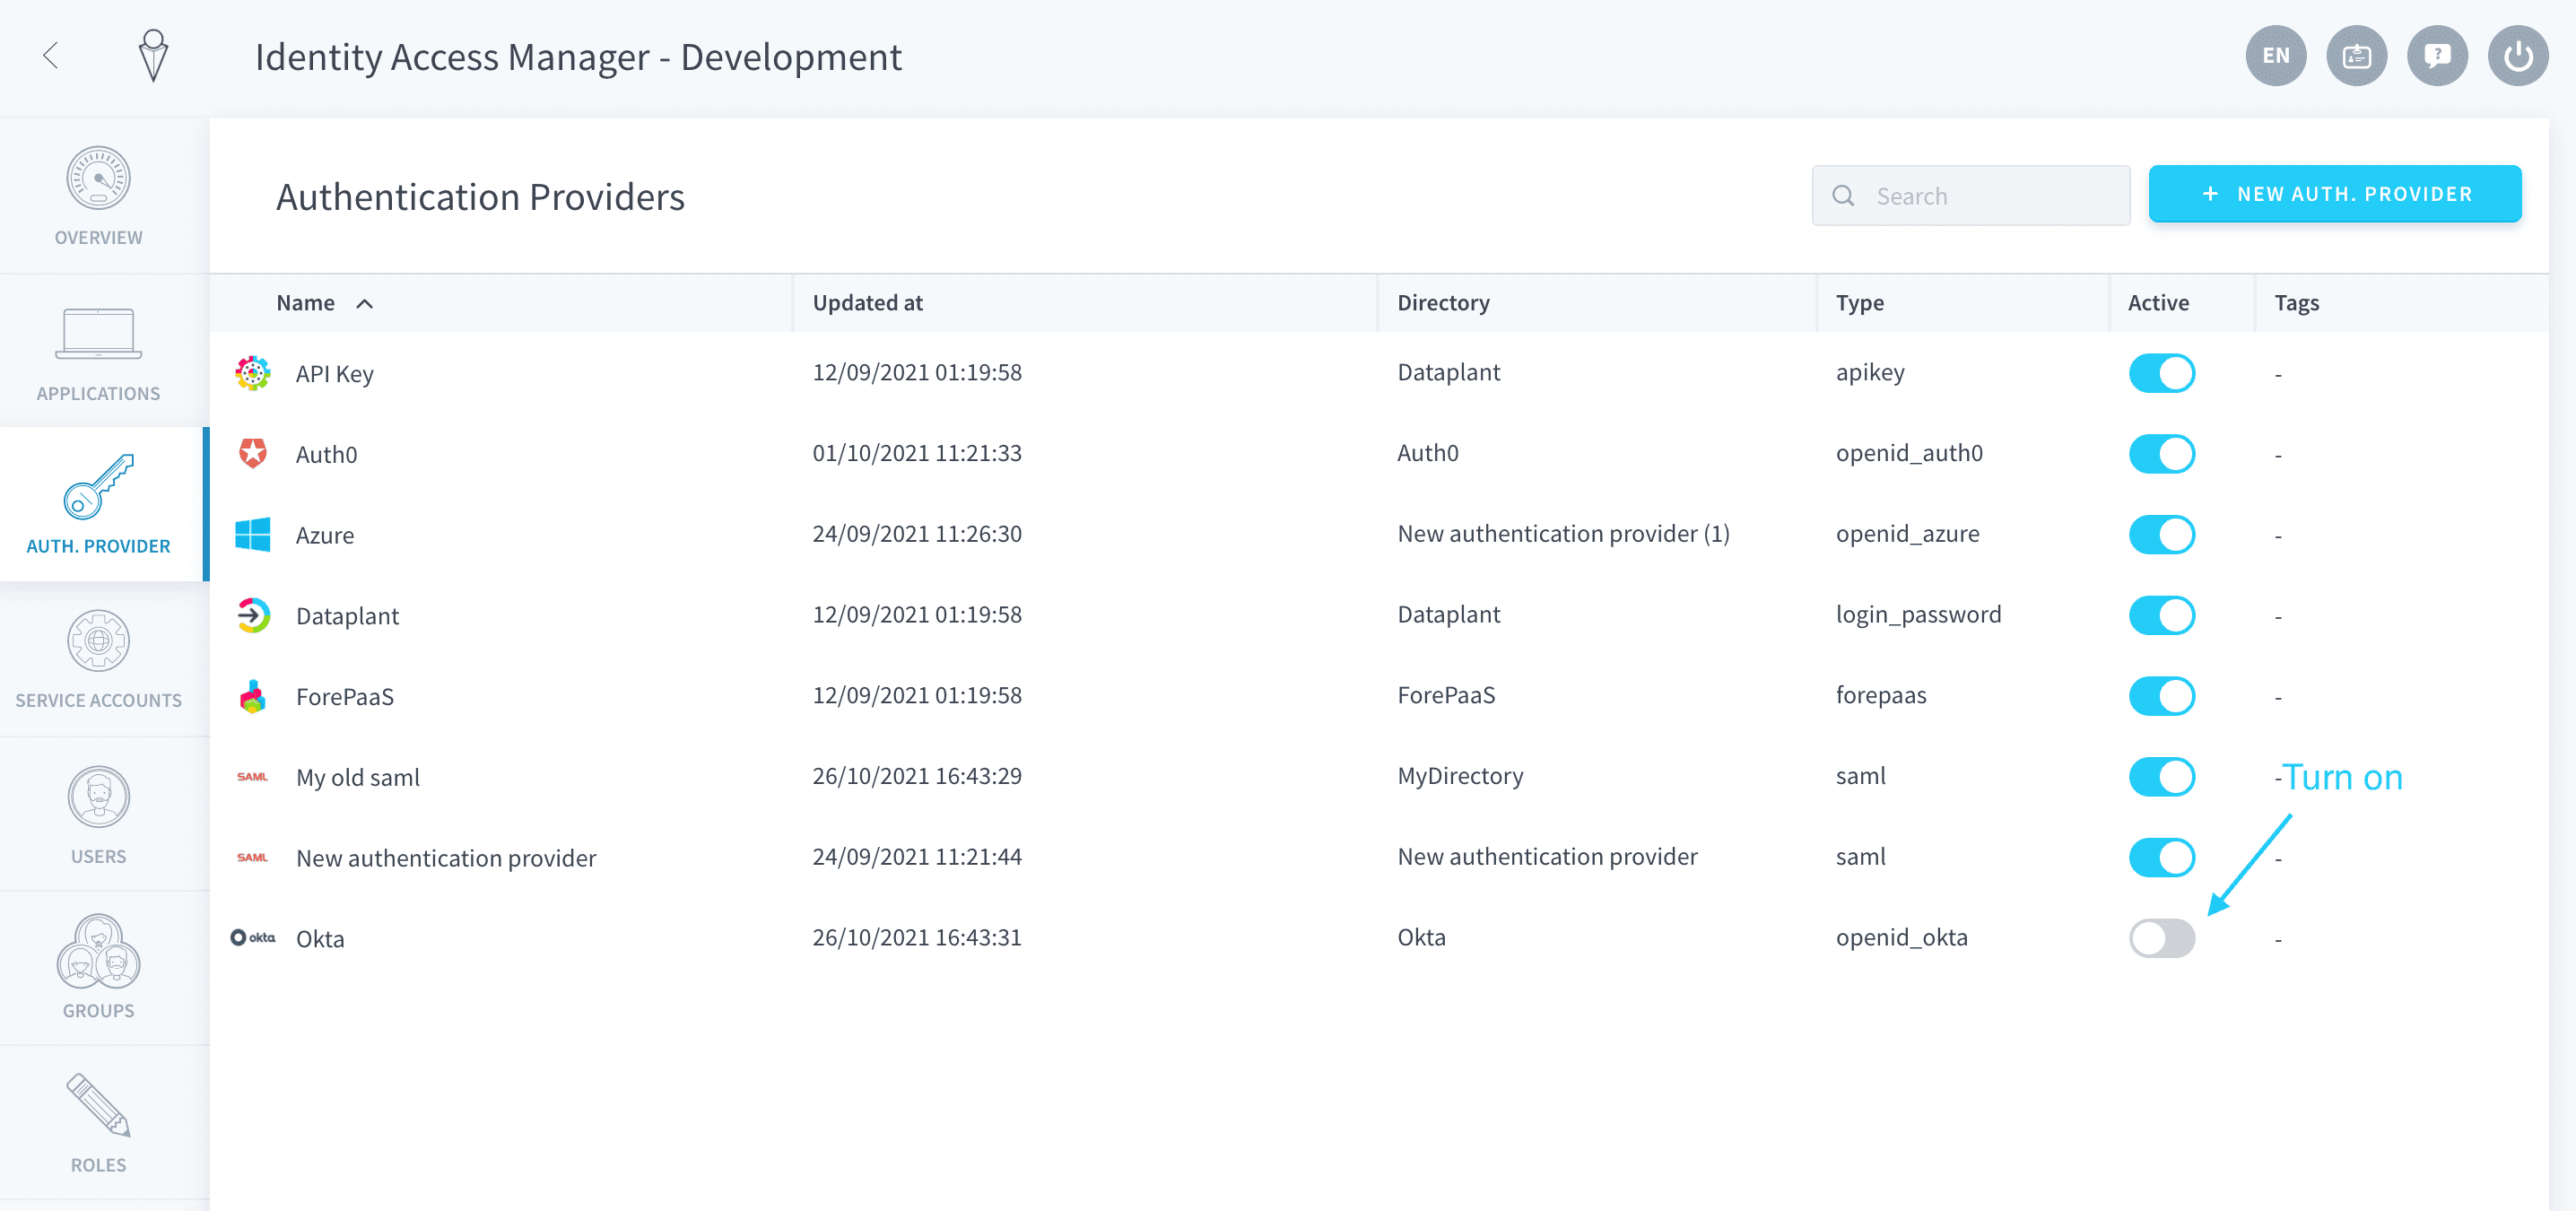 Identity Access Manager - Development
EN
OVERVIEW
APPLICATIONS
AUTH. PROVIDER
SERVICE ACCOUNTS
USERS
GROUPS
ROLES
Authentication Providers
Search
+ NEW AUTH. PROVIDER
Name Updated at Directory Type Active Tags
API Key 12/09/2021 01:19:58 Dataplant apikey -
Auth0 01/10/2021 11:21:33 Auth0 openid_auth0 -
Azure 24/09/2021 11:26:30 New authentication provider (1) openid_azure -
Dataplant 12/09/2021 01:19:58 Dataplant login_password -
ForePaaS 12/09/2021 01:19:58 ForePaaS forepaas -
SAML My old saml 26/10/2021 16:43:29 MyDirectory saml -
Turn on
SAML New authentication provider 24/09/2021 11:21:44 New authentication provider saml -
okta Okta 26/10/2021 16:43:31 Okta openid_okta -